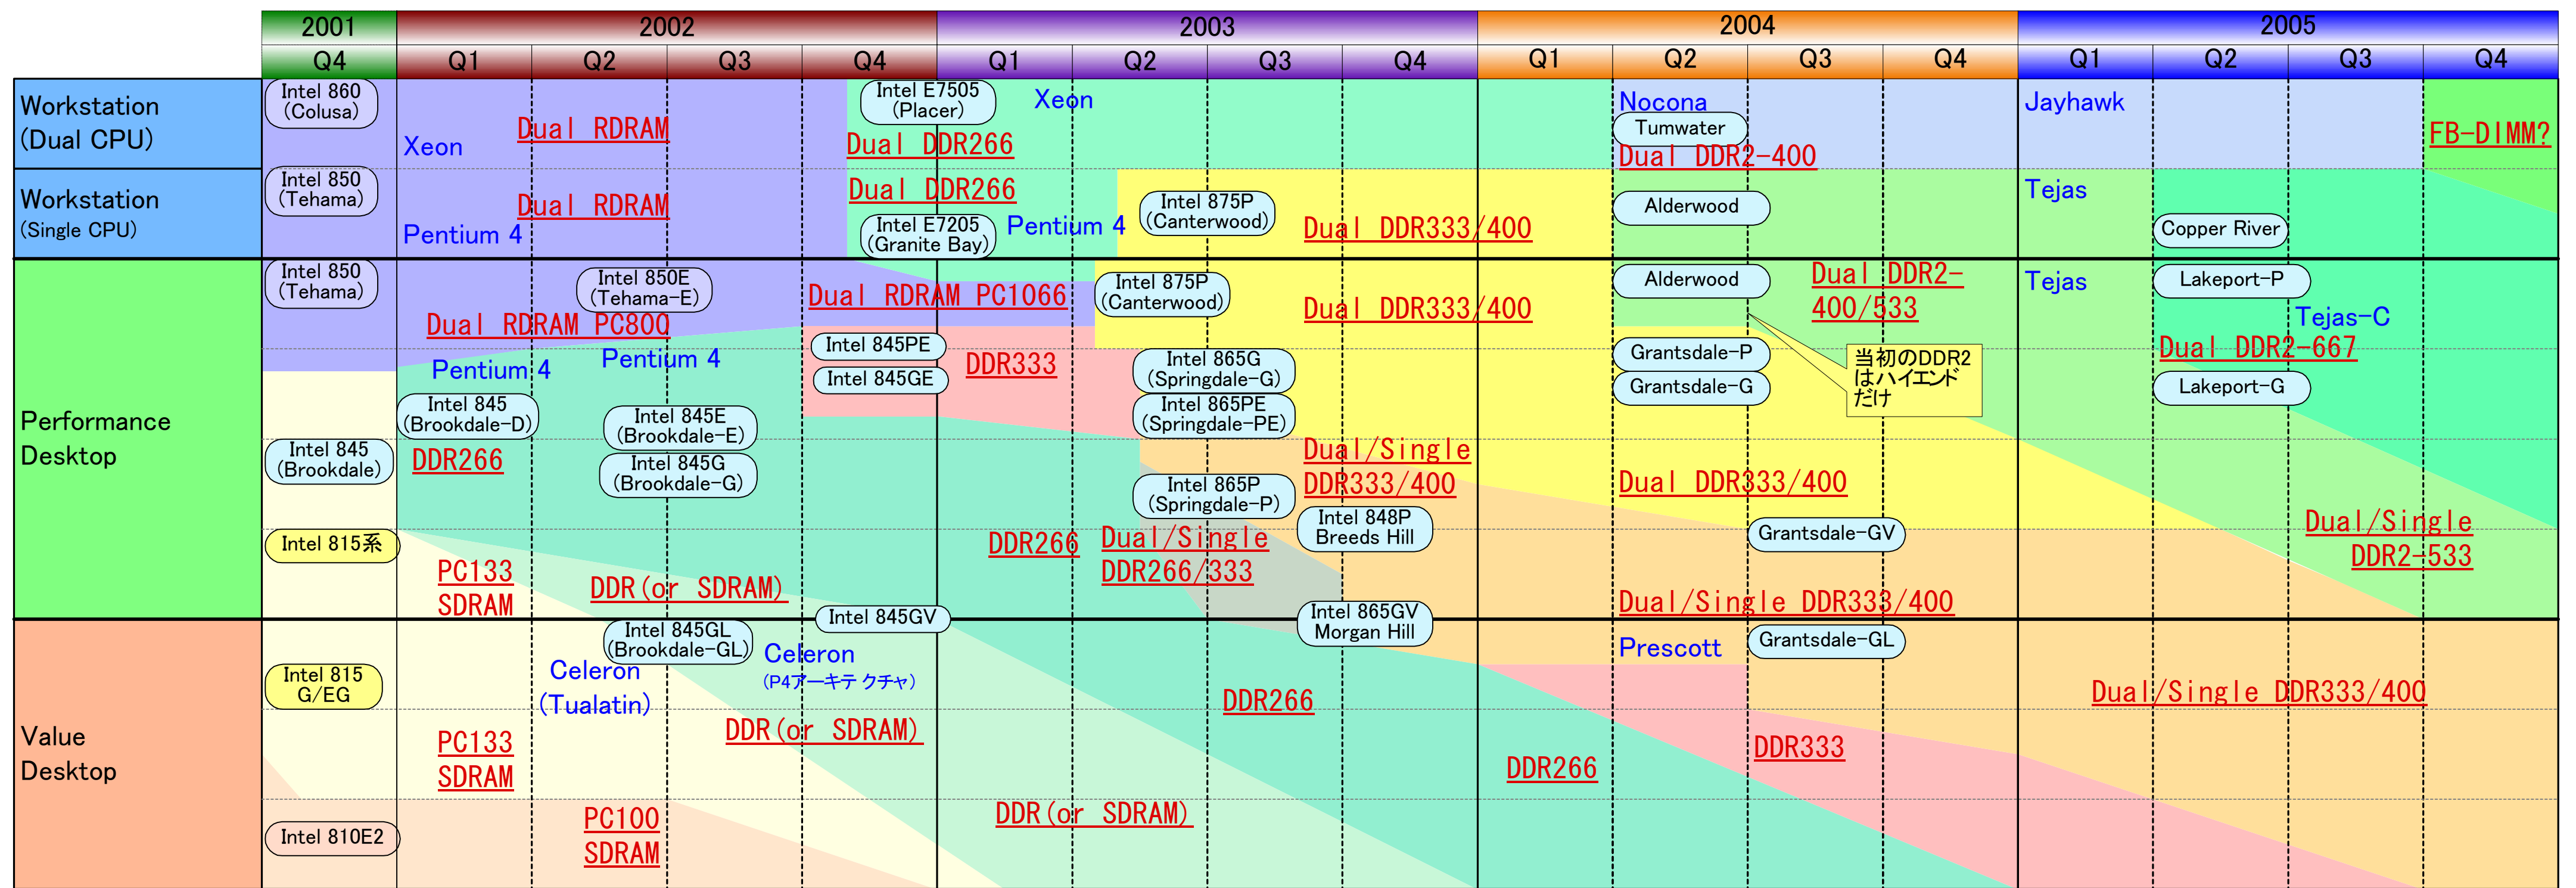 2001
2002
2003
2004
2005
Q4
Q1
Q2
Q3
Q4
Q1
Q2
Q3
Q4
Q1
Q2
Q3
Q4
Q1
Q2
Q3
Q4
Workstation
(Dual CPU)
Intel 860
(Colusa)
Xeon
Dual RDRAM
Intel E7505
(Placer)
Dual DDR266
Xeon
Nocona
Tumwater
Dual DDR2-400
Jayhawk
FB-DIMM?
Workstation
(Single CPU)
Intel 850
(Tehama)
Pentium 4
Dual RDRAM
Dual DDR266
Intel E7205
(Granite Bay)
Pentium 4
Intel 875P
(Canterwood)
Dual DDR333/400
Alderwood
Tejas
Copper River
Performance
Desktop
Intel 850
(Tehama)
Intel 850E
(Tehama-E)
Dual RDRAM PC800
Dual RDRAM PC1066
Intel 875P
(Canterwood)
Dual DDR333/400
Alderwood
Dual DDR2-
400/533
Tejas
Lakeport-P
Tejas-C
Dual DDR2-667
Pentium 4
Pentium 4
Intel 845PE
Intel 845GE
DDR333
Intel 865G
(Springdale-G)
Intel 865PE
(Springdale-PE)
Grantsdale-P
Grantsdale-G
当初のDDR2
はハイエンド
だけ
Lakeport-G
Intel 845
(Brookdale-D)
Intel 845E
(Brookdale-E)
Intel 845
(Brookdale)
DDR266
Intel 845G
(Brookdale-G)
Intel 865P
(Springdale-P)
Dual/Single
DDR333/400
Dual DDR333/400
Intel 815系
PC133
SDRAM
DDR(or SDRAM)
DDR266
Dual/Single
DDR266/333
Intel 848P
Breeds Hill
Grantsdale-GV
Dual/Single
DDR2-533
Intel 845GV
Intel 865GV
Morgan Hill
Dual/Single DDR333/400
Value
Desktop
Intel 815
G/EG
Intel 845GL
(Brookdale-GL)
Celeron
(Tualatin)
Celeron
(P4アーキテクチャ)
Prescott
Grantsdale-GL
DDR266
Dual/Single DDR333/400
PC133
SDRAM
DDR(or SDRAM)
DDR266
DDR333
Intel 810E2
PC100
SDRAM
DDR(or SDRAM)